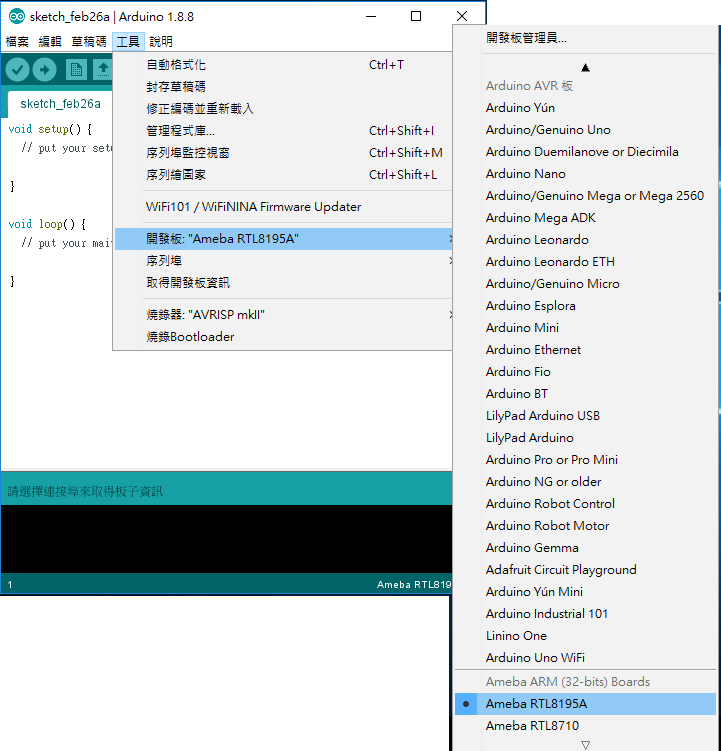 sketch_feb26a | Arduino 1.8.8
檔案 編輯 草稿碼 工具 說明
sketch_feb26a
void setup() {
// put your setu
}
void loop() {
// put your mai
}
自動格式化 Ctrl+T
封存草稿碼
修正編碼並重新載入
管理程式庫... Ctrl+Shift+I
序列埠監控視窗 Ctrl+Shift+M
序列繪圖家 Ctrl+Shift+L
WiFi101 / WiFiNINA Firmware Updater
開發板: "Ameba RTL8195A"
序列埠
取得開發板資訊
燒錄器: "AVRISP mkII"
燒錄Bootloader
請選擇連接埠來取得板子資訊
1 Ameba RTL819
開發板管理員...
Arduino AVR 板
Arduino Yún
Arduino/Genuino Uno
Arduino Duemilanove or Diecimila
Arduino Nano
Arduino/Genuino Mega or Mega 2560
Arduino Mega ADK
Arduino Leonardo
Arduino Leonardo ETH
Arduino/Genuino Micro
Arduino Esplora
Arduino Mini
Arduino Ethernet
Arduino Fio
Arduino BT
LilyPad Arduino USB
LilyPad Arduino
Arduino Pro or Pro Mini
Arduino NG or older
Arduino Robot Control
Arduino Robot Motor
Arduino Gemma
Adafruit Circuit Playground
Arduino Yún Mini
Arduino Industrial 101
Linino One
Arduino Uno WiFi
Ameba ARM (32-bits) Boards
Ameba RTL8195A
Ameba RTL8710